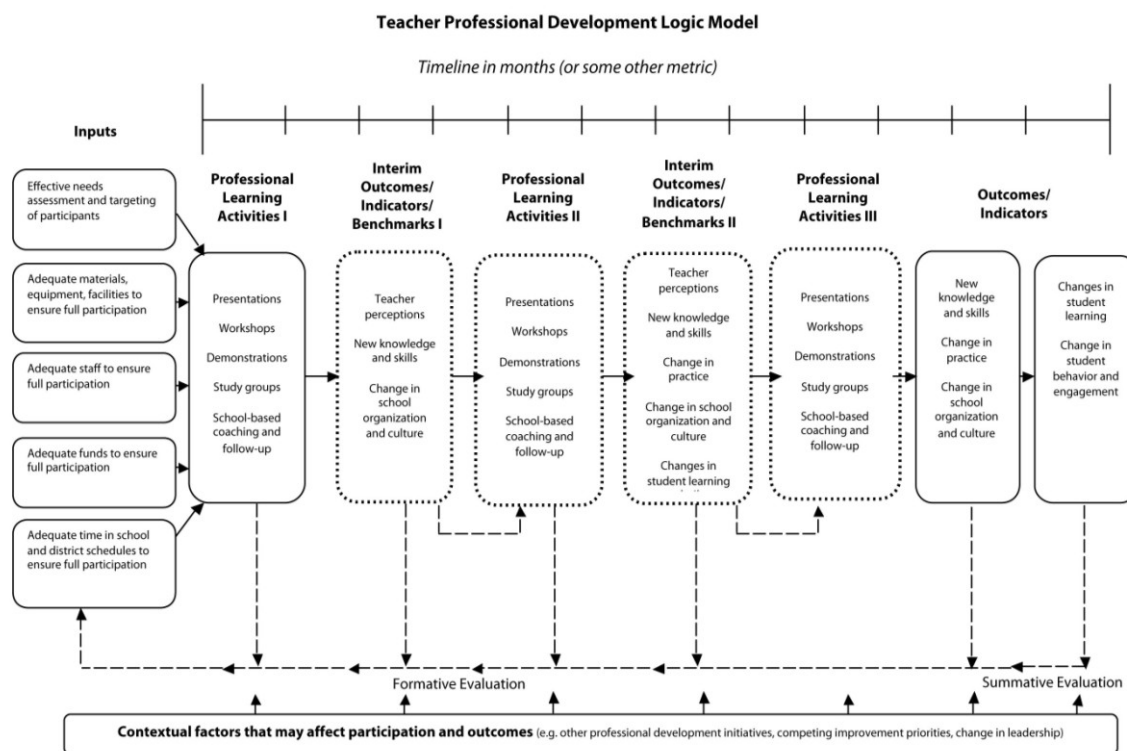 Teacher Professional Development Logic Model
Timeline in months (or some other metric)
Inputs
Effective needs
assessment and targeting
of participants
Adequate materials,
equipment, facilities to
ensure full participation
Adequate staff to ensure
full participation
Adequate funds to ensure
full participation
Adequate time in school
and district schedules to
ensure full participation
Professional
Learning
Activities I
Presentations
Workshops
Demonstrations
Study groups
School-based
coaching and
follow-up
Interim
Outcomes/
Indicators/
Benchmarks I
Teacher
perceptions
New knowledge
and skills
Change in
school
organization
and culture
Professional
Learning
Activities II
Presentations
Workshops
Demonstrations
Study groups
School-based
coaching and
follow-up
Interim
Outcomes/
Indicators/
Benchmarks II
Teacher
perceptions
New knowledge
and skills
Change in
practice
Change in school
organization and
culture
Changes in
student learning
Professional
Learning
Activities III
Presentations
Workshops
Demonstrations
Study groups
School-based
coaching and
follow-up
Outcomes/
Indicators
New
knowledge
and skills
Change in
practice
Change in
school
organization
and culture
Changes in
student
learning
Change in
student
behavior and
engagement
Formative Evaluation
Summative Evaluation
Contextual factors that may affect participation and outcomes (e.g. other professional development initiatives, competing improvement priorities, change in leadership)